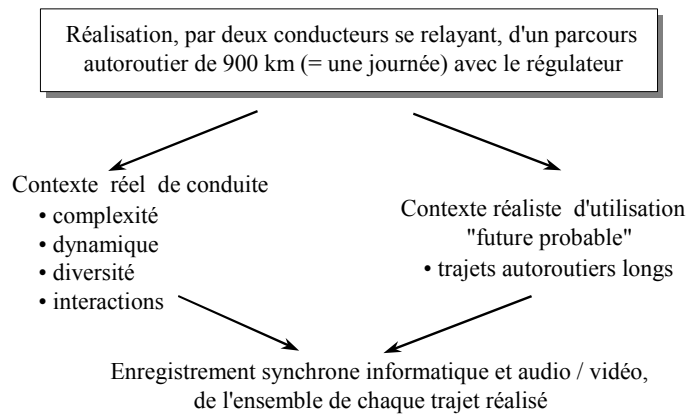 Réalisation, par deux conducteurs se relayant, d'un parcours
autoroutier de 900 km (= une journée) avec le régulateur
Contexte réel de conduite
• complexité
• dynamique
• diversité
• interactions
Contexte réaliste d'utilisation
"future probable"
• trajets autoroutiers longs
Enregistrement synchrone informatique et audio / vidéo,
de l'ensemble de chaque trajet réalisé